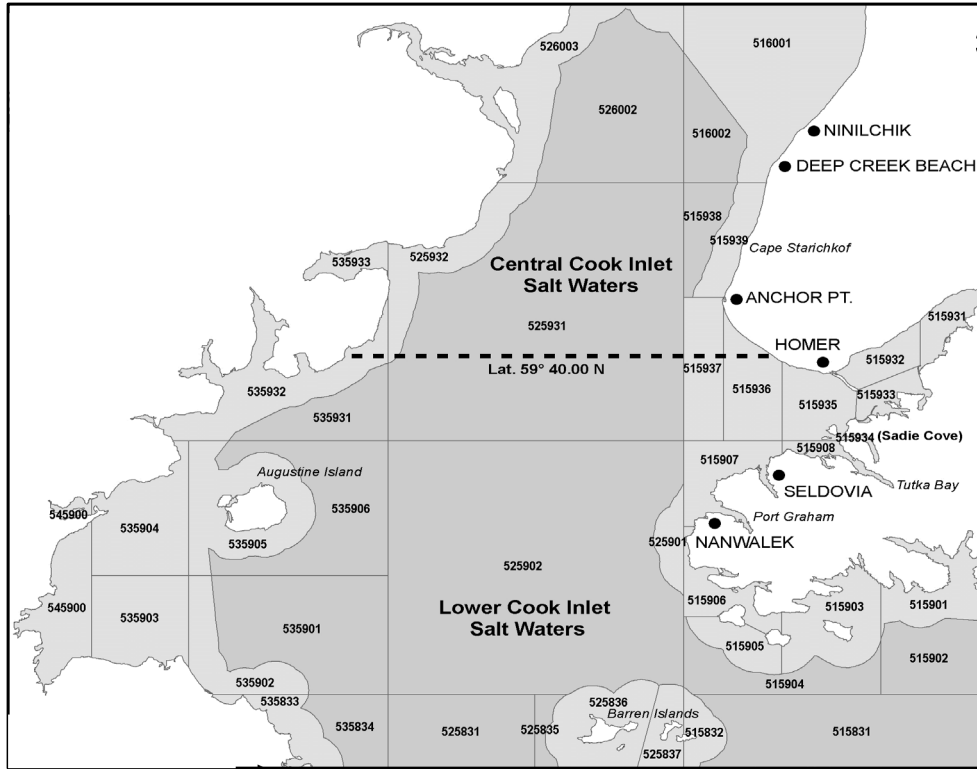 526003
516001
526002
516002
NINILCHIK
DEEP CREEK BEACH
515938
515939
Cape Starichkof
535933
525932
Central Cook Inlet
Salt Waters
ANCHOR PT.
525931
515931
HOMER
515932
Lat. 59° 40.00 N
515937
515936
515933
535932
515935
535931
515934 (Sadie Cove)
515908
515907
Augustine Island
SELDOVIA
Tutka Bay
535906
545900
535904
Port Graham
535905
525901
NANWALEK
525902
545900
535903
Lower Cook Inlet
Salt Waters
515906
515903
515901
535901
515905
515902
535902
515904
535833
525836
Barren Islands
535834
525831
525835
515832
515831
525837